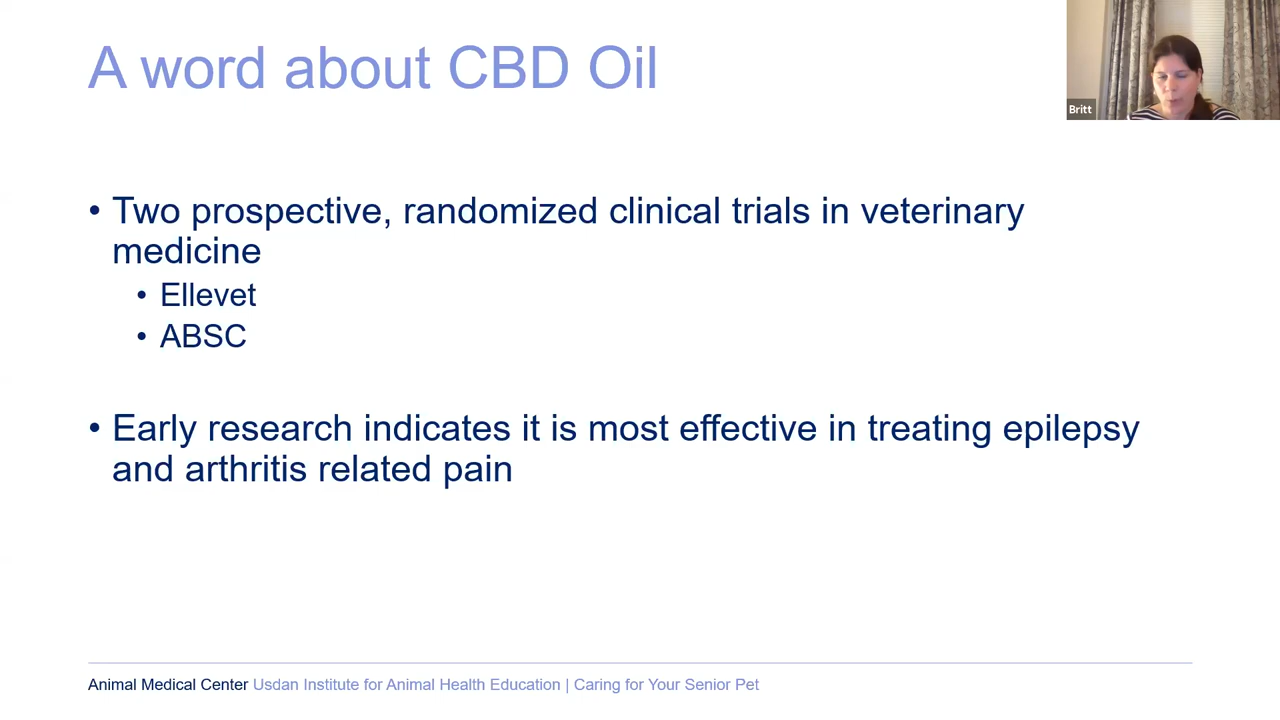 A word about CBD Oil
Britt
• Two prospective, randomized clinical trials in veterinary
medicine
• Ellevet
• ABSC
• Early research indicates it is most effective in treating epilepsy
and arthritis related pain
Animal Medical Center Usdan Institute for Animal Health Education | Caring for Your Senior Pet